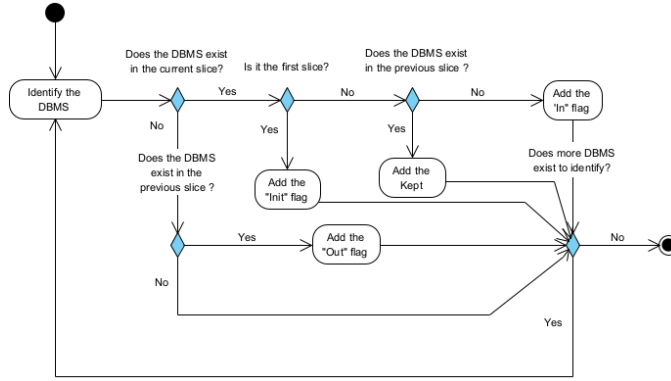 Does the DBMS exist
in the current slice?
Is it the first slice?
Does the DBMS exist
in the previous slice ?
Identify the
DBMS
Yes
No
No
Add the
'In" flag
No
Yes
Yes
Does the DBMS
exist in the
previous slice ?
Add the
"Init" flag
Add the
Kept
Does more DBMS
exist to identify?
Yes
Add the
"Out" flag
No
No
Yes